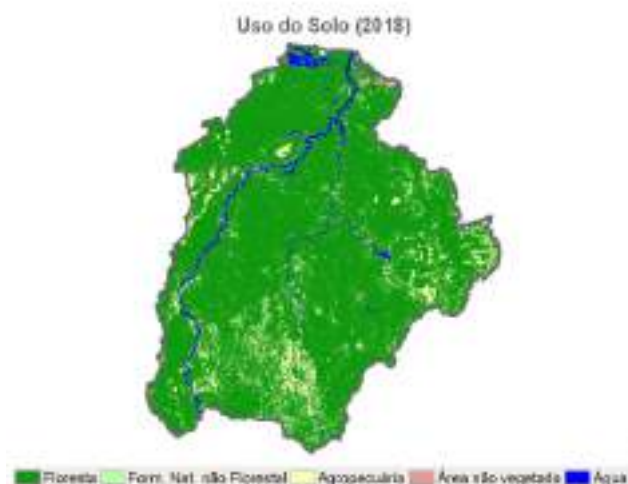 Uso do Solo (2018)
Floresta Form. Nat. não Florestal Agropecuária Área não vegetada Água